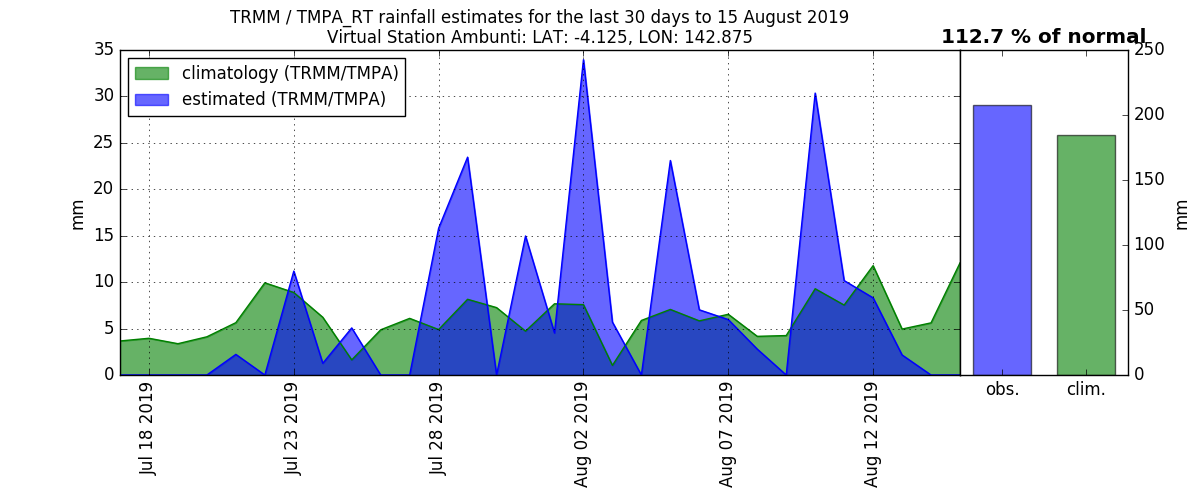 TRMM / TMPA_RT rainfall estimates for the last 30 days to 15 August 2019
Virtual Station Ambunti: LAT: -4.125, LON: 142.875
112.7 % of normal
climatology (TRMM/TMPA)
estimated (TRMM/TMPA)
35
30
25
20
15
10
5
0
mm
Jul 18 2019
Jul 23 2019
Jul 28 2019
Aug 02 2019
Aug 07 2019
Aug 12 2019
250
200
150
100
50
0
mm
obs.
clim.